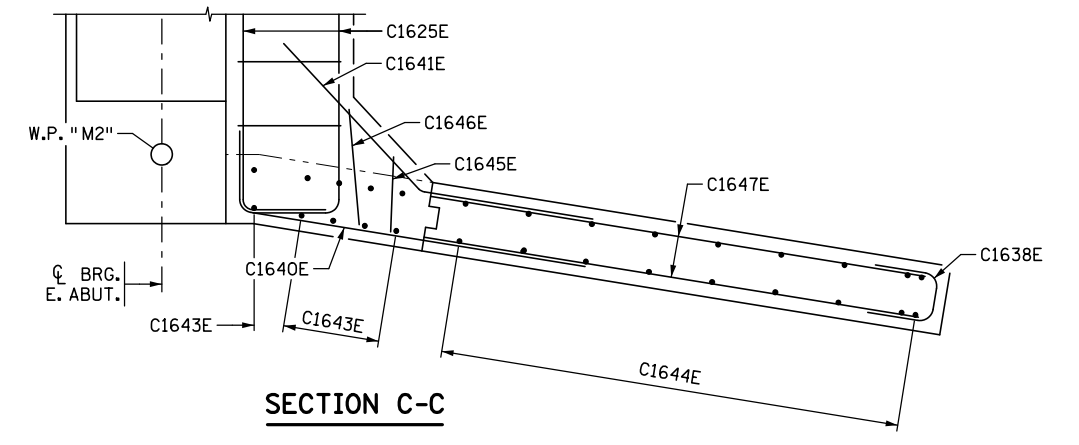 C1625E
C1641E
C1646E
W.P. "M2"
C1645E
C1647E
C1638E
C1640E
℄ BRG.
E. ABUT.
C1643E
C1643E
C1644E
SECTION C-C